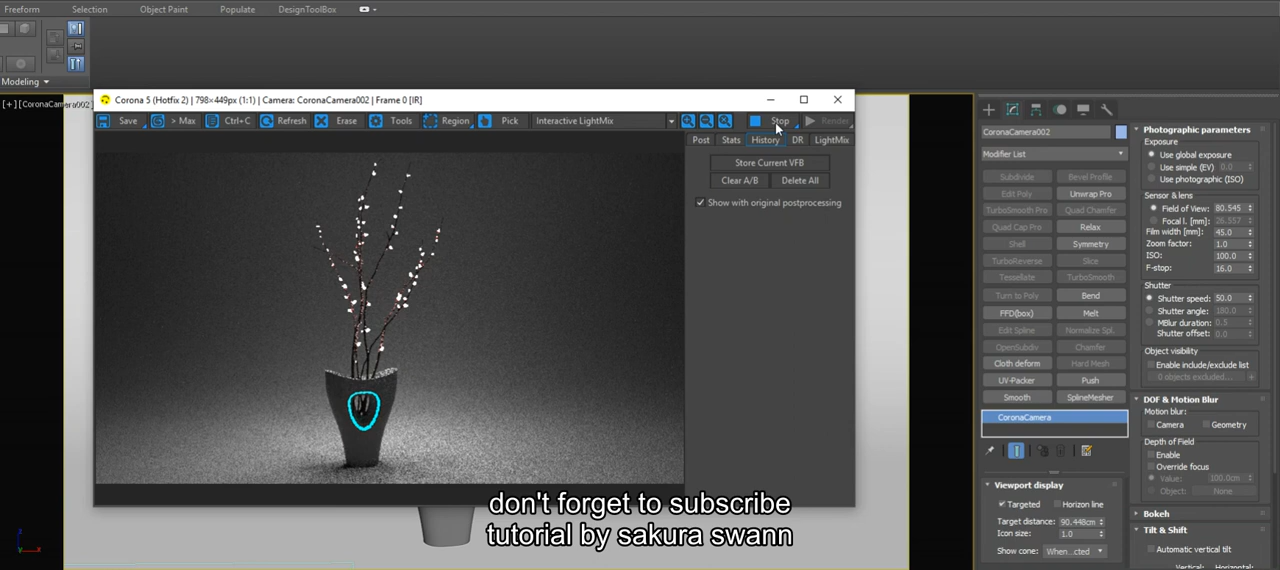 Freeform Selection Object Paint Populate DesignToolBox
Modeling
[+] [CoronaCamera002]
Corona 5 (Hotfix 2) | 798×449px (1:1) | Camera: CoronaCamera002 | Frame 0 [IR]
Save > Max Ctrl+C Refresh Erase Tools Region Pick Interactive LightMix Stop Render
Post Stats History DR LightMix
Store Current VFB
Clear A/B Delete All
Show with original postprocessing
don't forget to subscribe
tutorial by sakura swann
CoronaCamera002
Modifier List
Subdivide Bevel Profile
Edit Poly Unwrap Pro
TurboSmooth Pro Quad Chamfer
Quad Cap Pro Relax
Shell Symmetry
TurboReverse Slice
Tessellate TurboSmooth
Turn to Poly Bend
FFD(box) Melt
Edit Spline Normalize Spl.
OpenSubdiv Chamfer
Cloth deform Hard Mesh
UV-Packer Push
Smooth SplineMesher
CoronaCamera
Viewport display
Targeted Horizon line
Target distance: 90.448cm
Icon size: 1.0
Show cone: When...cted
Photographic parameters
Exposure
Use global exposure
Use simple (EV) 0.0
Use photographic (ISO)
Sensor & lens
Field of View: 80.545
Focal l. [mm]: 26.557
Film width [mm]: 45.0
Zoom factor: 1.0
ISO: 100.0
F-stop: 16.0
Shutter
Shutter speed: 50.0
Shutter angle: 180.0
MBlur duration: 0.5
Shutter offset: 0.0
Object visibility
Enable include/exclude list
0 objects excluded...
DOF & Motion Blur
Motion blur:
Camera Geometry
Depth of Field
Enable
Override focus
Value: 100.0cm
Object: None
Bokeh
Tilt & Shift
Automatic vertical tilt